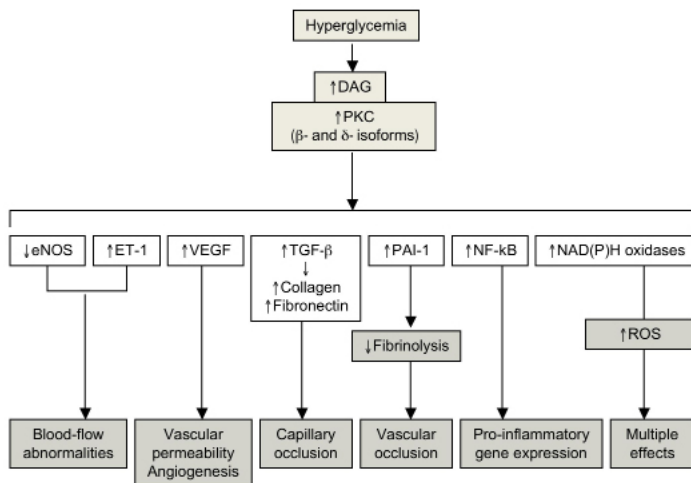 Hyperglycemia
↑DAG
↑PKC
(β- and δ- isoforms)
↓eNOS
↑ET-1
↑VEGF
↑TGF-β
↓
↑Collagen
↑Fibronectin
↑PAI-1
↑NF-kB
↑NAD(P)H oxidases
↓Fibrinolysis
↑ROS
Blood-flow
abnormalities
Vascular
permeability
Angiogenesis
Capillary
occlusion
Vascular
occlusion
Pro-inflammatory
gene expression
Multiple
effects